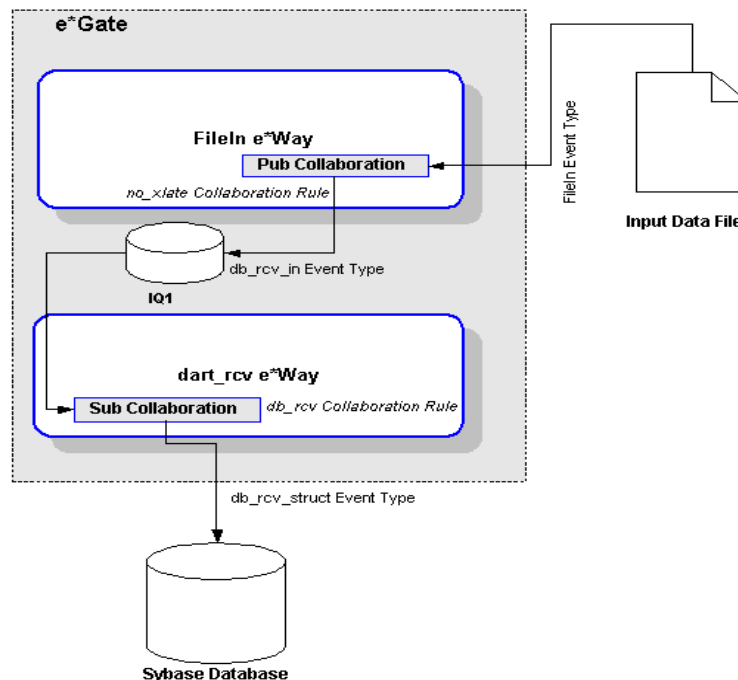 e*Gate
FileIn e*Way
Pub Collaboration
no_xlate Collaboration Rule
FileIn Event Type
Input Data File
db_rcv_in Event Type
IQ1
dart_rcv e*Way
Sub Collaboration
db_rcv Collaboration Rule
db_rcv_struct Event Type
Sybase Database